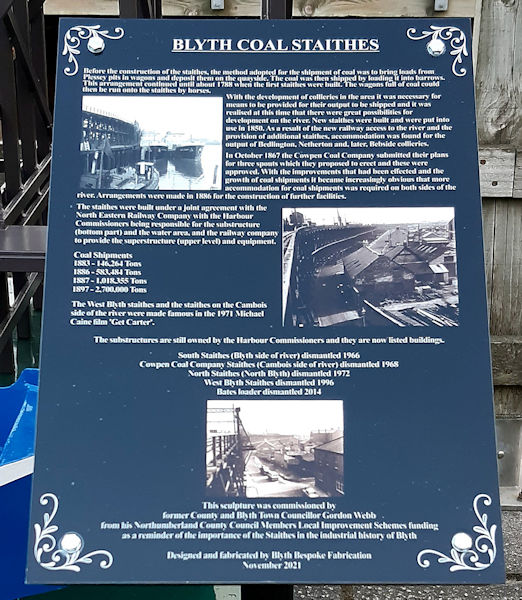 BLYTH COAL STAITHES
Before the construction of the staithes, the method adopted for the shipment of coal was to bring loads from
Plessey pits in wagons and deposit them on the quayside. The coal was then shipped by loading it into barrows.
This arrangement continued until about 1788 when the first staithes were built. The wagons full of coal could
then be run onto the staithes by horses.
With the development of collieries in the area it was necessary for
means to be provided for their output to be shipped and it was
realised at this time that there were great possibilities for
development on the river. New staithes were built and were put into
use in 1850. As a result of the new railway access to the river and the
provision of additional staithes, accommodation was found for the
output of Bedlington, Netherton and, later, Bebside collieries.
In October 1867 the Cowpen Coal Company submitted their plans
for three spouts which they proposed to erect and these were
approved. With the improvements that had been effected and the
growth of coal shipments it became increasingly obvious that more
accommodation for coal shipments was required on both sides of the
river. Arrangements were made in 1886 for the construction of further facilities.
The staithes were built under a joint agreement with the
North Eastern Railway Company with the Harbour
Commissioners being responsible for the substructure
(bottom part) and the water area, and the railway company
to provide the superstructure (upper level) and equipment.
Coal Shipments
1883 - 146,264 Tons
1886 - 583,484 Tons
1887 - 1,018,355 Tons
1897 - 2,700,000 Tons
The West Blyth staithes and the staithes on the Cambois
side of the river were made famous in the 1971 Michael
Caine film 'Get Carter'.
The substructures are still owned by the Harbour Commissioners and they are now listed buildings.
South Staithes (Blyth side of river) dismantled 1966
Cowpen Coal Company Staithes (Cambois side of river) dismantled 1968
North Staithes (North Blyth) dismantled 1972
West Blyth Staithes dismantled 1996
Bates loader dismantled 2014
This sculpture was commissioned by
former County and Blyth Town Councillor Gordon Webb
from his Northumberland County Council Members Local Improvement Schemes funding
as a reminder of the importance of the Staithes in the industrial history of Blyth
Designed and fabricated by Blyth Bespoke Fabrication
November 2021